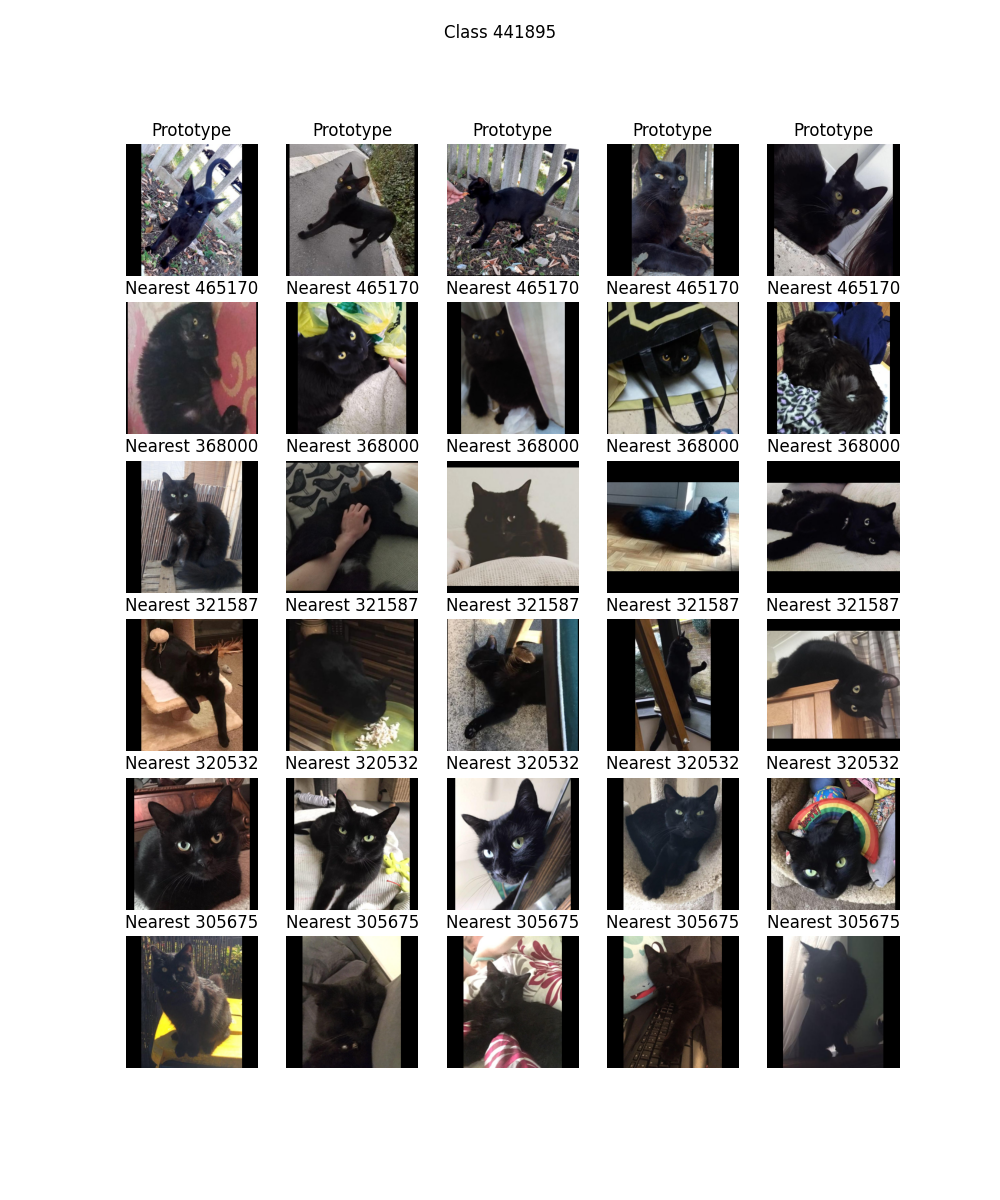 Class 441895
Prototype Prototype Prototype Prototype Prototype
Nearest 465170 Nearest 465170 Nearest 465170 Nearest 465170 Nearest 465170
Nearest 368000 Nearest 368000 Nearest 368000 Nearest 368000 Nearest 368000
Nearest 321587 Nearest 321587 Nearest 321587 Nearest 321587 Nearest 321587
Nearest 320532 Nearest 320532 Nearest 320532 Nearest 320532 Nearest 320532
Nearest 305675 Nearest 305675 Nearest 305675 Nearest 305675 Nearest 305675